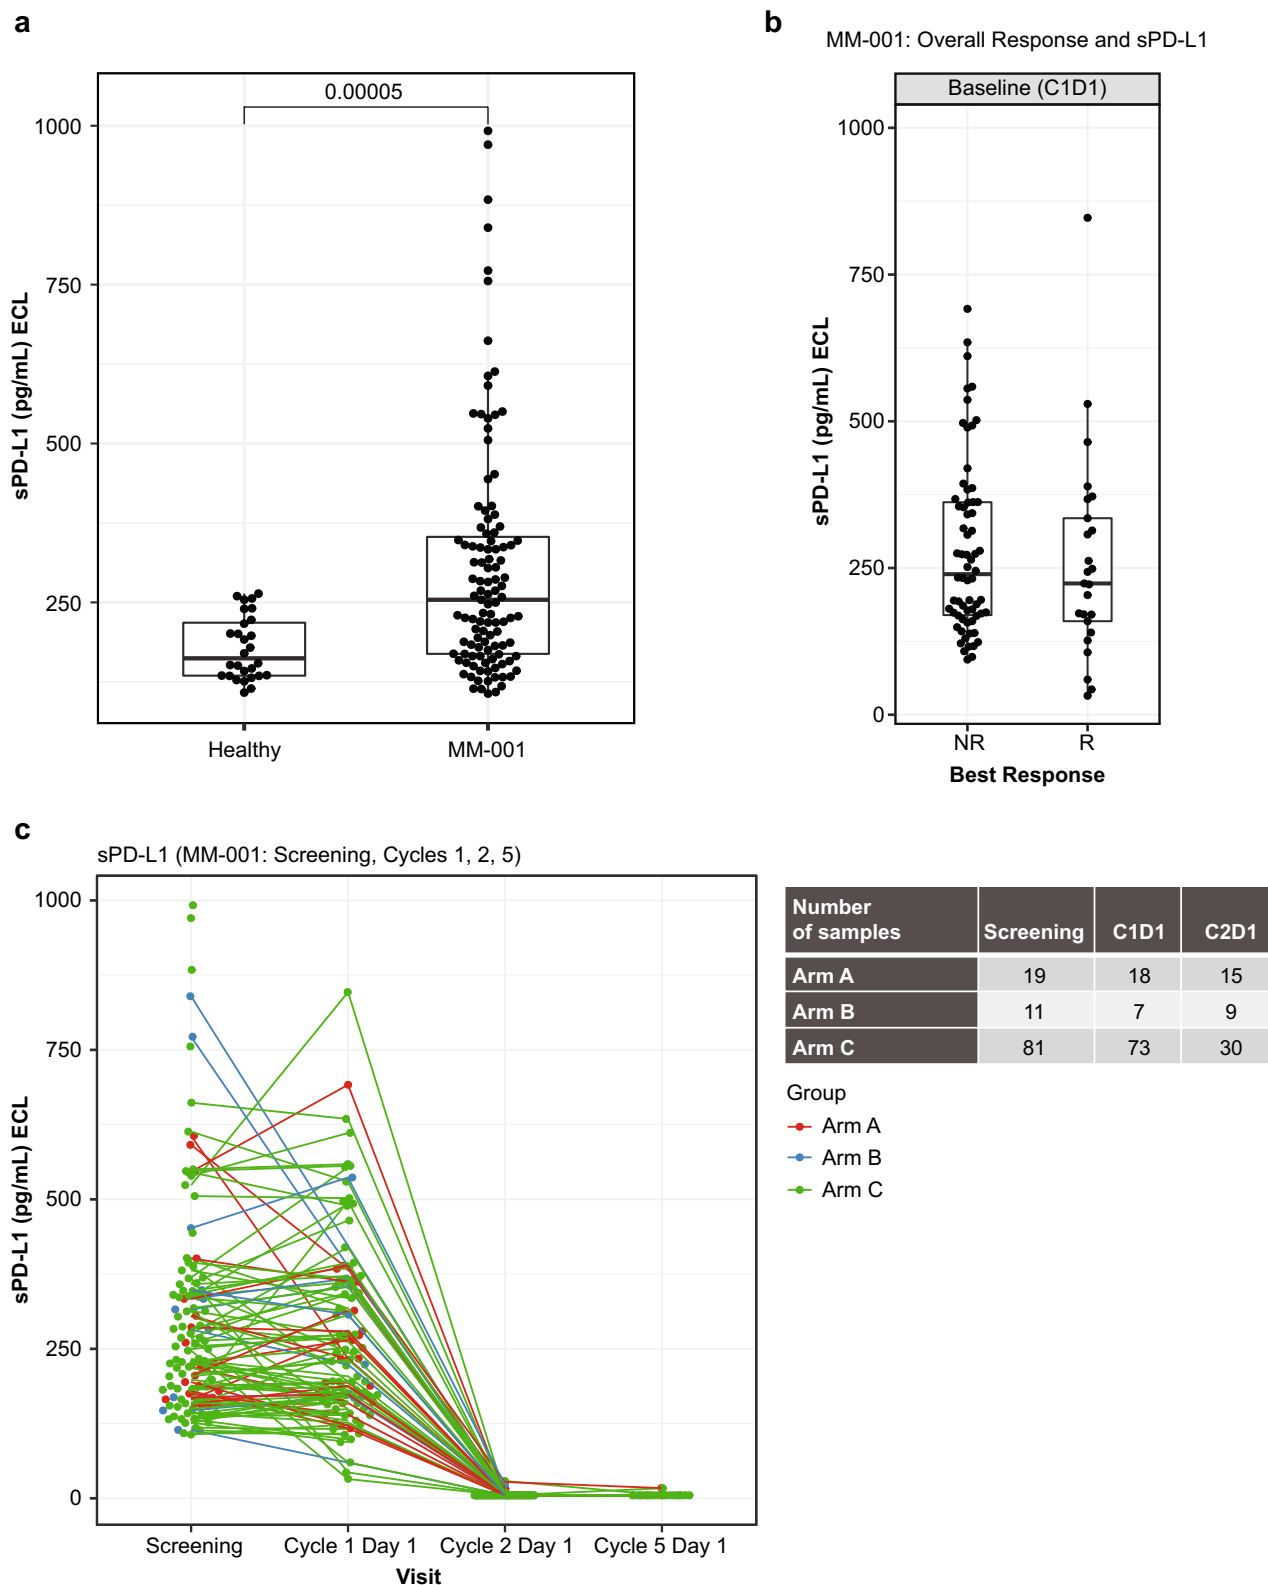 a
0.00005
1000
750
500
250
sPD-L1 (pg/mL) ECL
Healthy
MM-001
b
MM-001: Overall Response and sPD-L1
Baseline (C1D1)
1000
750
500
250
0
sPD-L1 (pg/mL) ECL
NR
R
Best Response
c
sPD-L1 (MM-001: Screening, Cycles 1, 2, 5)
1000
750
500
250
0
sPD-L1 (pg/mL) ECL
Screening
Cycle 1 Day 1
Cycle 2 Day 1
Cycle 5 Day 1
Visit
Number
of samples Screening C1D1 C2D1
Arm A 19 18 15
Arm B 11 7 9
Arm C 81 73 30
Group
Arm A
Arm B
Arm C